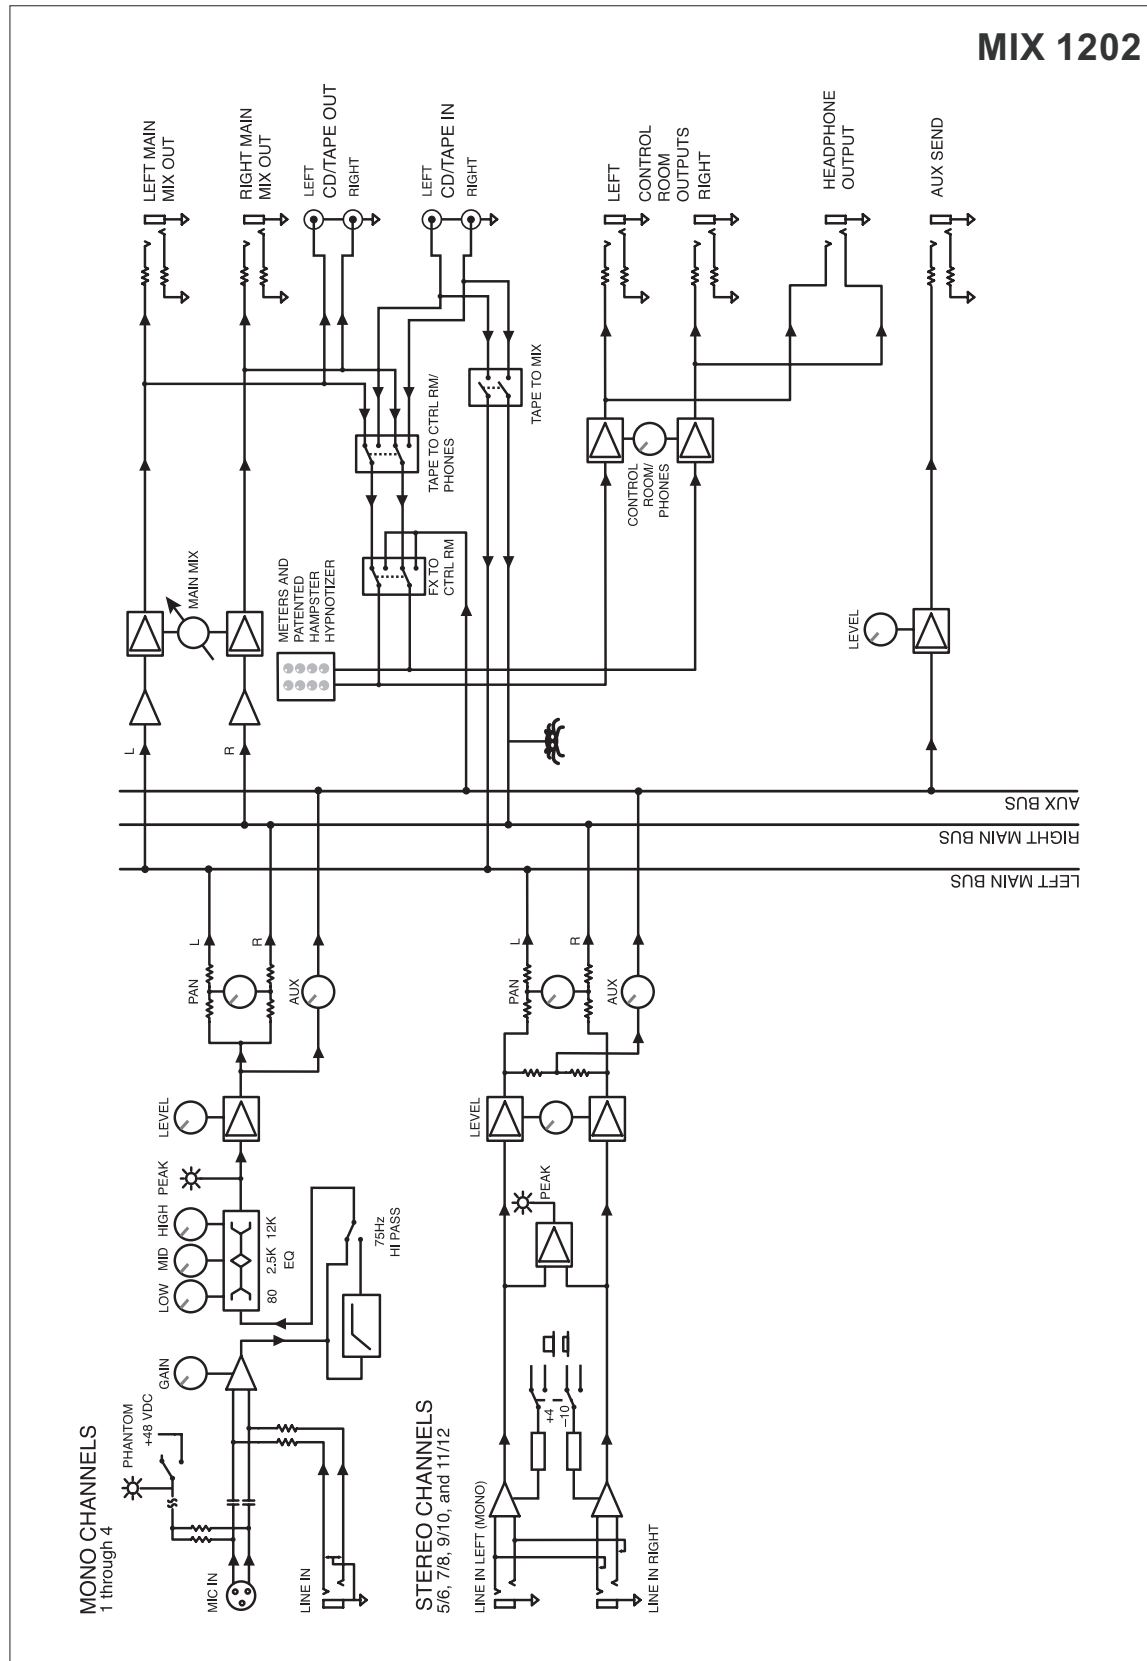 MIX 1202
MONO CHANNELS
1 through 4
PHANTOM
+48 VDC
MIC IN
LINE IN
GAIN
LOW
MID
HIGH
PEAK
80
2.5K
12K
EQ
75Hz
HI PASS
LEVEL
PAN
L
R
AUX
STEREO CHANNELS
5/6, 7/8, 9/10, and 11/12
LINE IN LEFT (MONO)
LINE IN RIGHT
+4
–10
PEAK
LEVEL
PAN
L
R
AUX
LEFT MAIN BUS
RIGHT MAIN BUS
AUX BUS
L
R
MAIN MIX
METERS AND
PATENTED
HAMPSTER
HYPNOTIZER
FX TO
CTRL RM
TAPE TO CTRL RM/
PHONES
TAPE TO MIX
CONTROL
ROOM/
PHONES
LEVEL
LEFT MAIN
MIX OUT
RIGHT MAIN
MIX OUT
LEFT
CD/TAPE OUT
RIGHT
LEFT
CD/TAPE IN
RIGHT
LEFT
CONTROL
ROOM
OUTPUTS
RIGHT
HEADPHONE
OUTPUT
AUX SEND